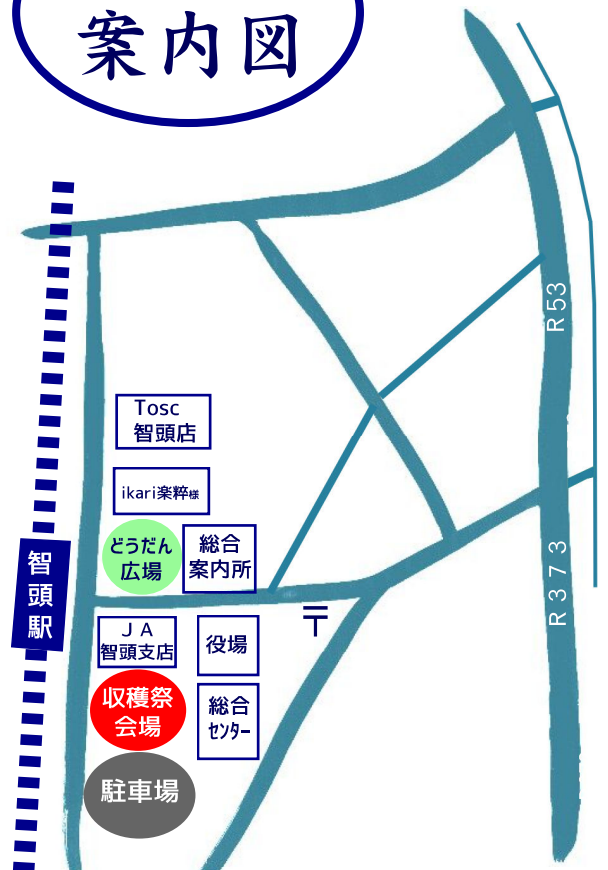 案内図
R53
Tosc
智頭店
ikari楽粋様
どうだん
広場
総合
案内所
智頭駅
R373
〒
JA
智頭支店
役場
収穫祭
会場
総合
センター
駐車場